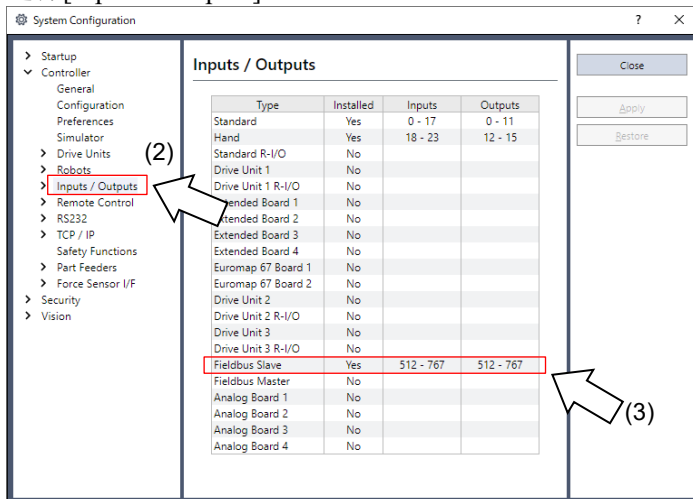 System Configuration ? ×
Startup
Controller
General
Configuration
Preferences
Simulator
Drive Units
Robots
Inputs / Outputs
Remote Control
RS232
TCP / IP
Safety Functions
Part Feeders
Force Sensor I/F
Security
Vision
(2)
Inputs / Outputs
Type Installed Inputs Outputs
Standard Yes 0 - 17 0 - 11
Hand Yes 18 - 23 12 - 15
Standard R-I/O No
Drive Unit 1 No
Drive Unit 1 R-I/O No
Extended Board 1 No
Extended Board 2 No
Extended Board 3 No
Extended Board 4 No
Euromap 67 Board 1 No
Euromap 67 Board 2 No
Drive Unit 2 No
Drive Unit 2 R-I/O No
Drive Unit 3 No
Drive Unit 3 R-I/O No
Fieldbus Slave Yes 512 - 767 512 - 767
Fieldbus Master No
Analog Board 1 No
Analog Board 2 No
Analog Board 3 No
Analog Board 4 No
(3)
Close
Apply
Restore